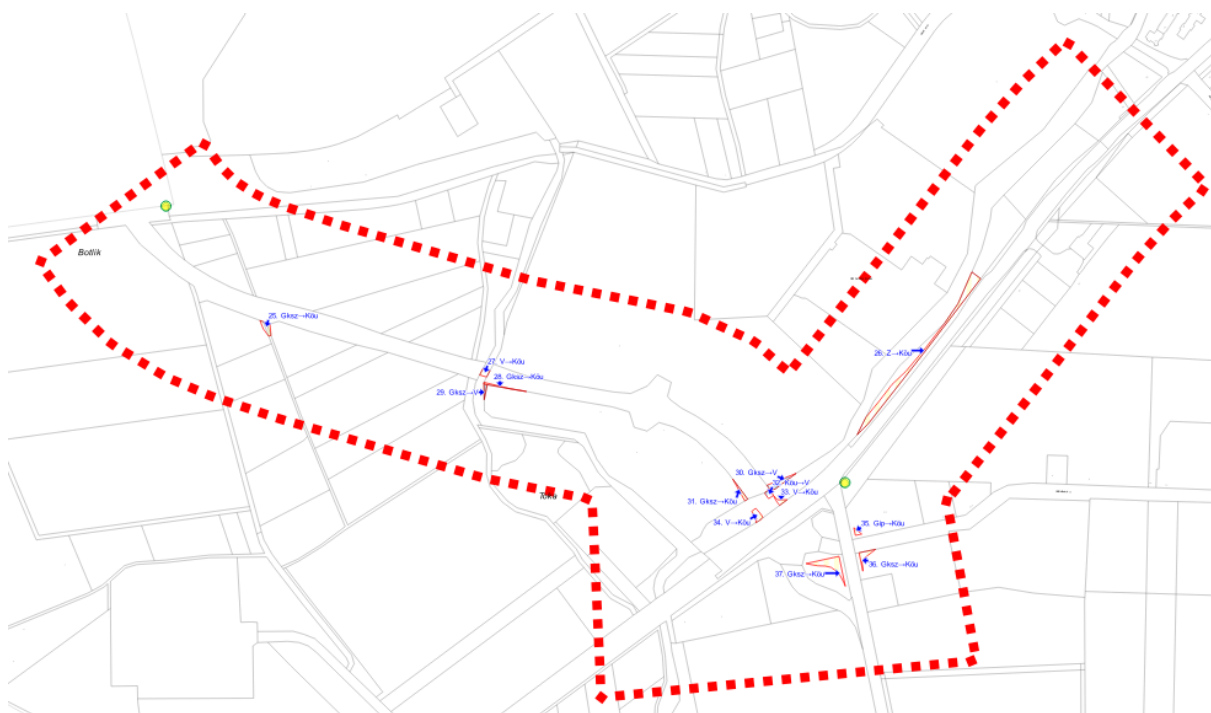 Botlik
25. Gksz→Köu
27. V→Köu
28. Gksz→Köu
29. Gksz→V
26. Z→Köu
30. Gksz→V
32. Köu→V
31. Gksz→Köu
33. V→Köu
34. V→Köu
35. Gip→Köu
36. Gksz→Köu
37. Gksz→Köu